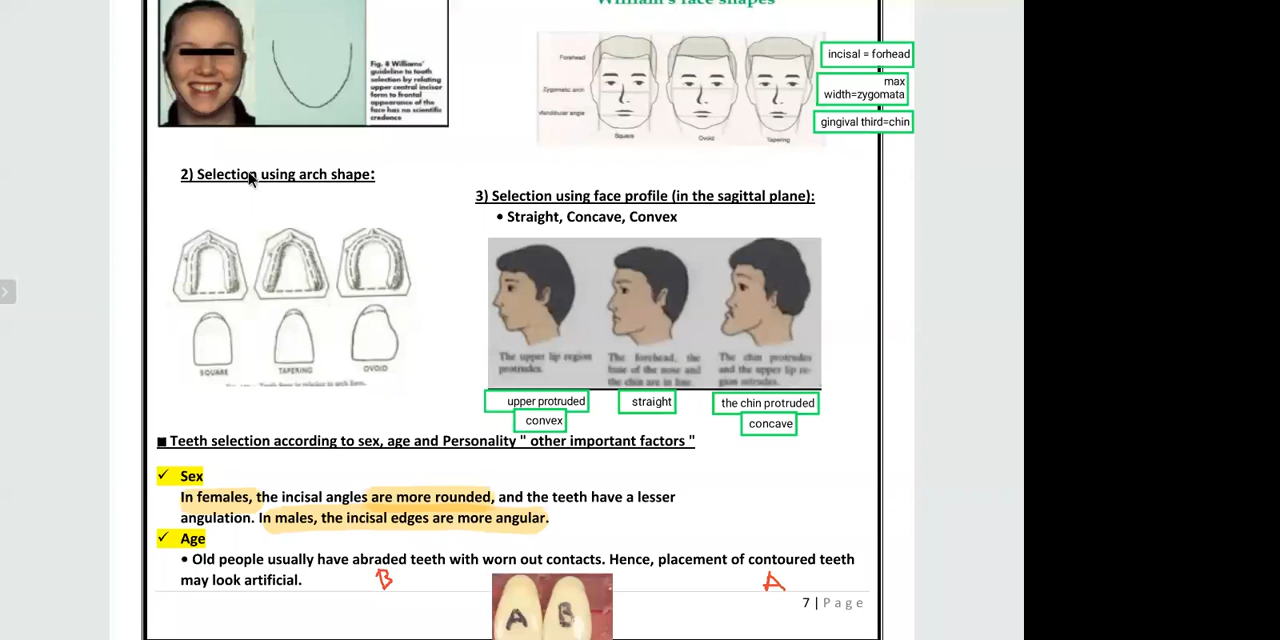 William's face shapes
Fig. 8 Williams'
guideline to tooth
selection by relating
upper central incisor
form to frontal
appearance of the
face has no scientific
credence
Forehead
Zygomatic arch
Mandibular angle
Square
Ovoid
Tapering
incisal = forhead
max
width=zygomata
gingival third=chin
2) Selection using arch shape:
SQUARE
TAPERING
OVOID
3) Selection using face profile (in the sagittal plane):
• Straight, Concave, Convex
The upper lip region
protrudes.
The forehead, the
base of the nose and
the chin are in line
The chin protrudes
and the upper lip re-
gion retrudes.
upper protruded
convex
straight
the chin protruded
concave
■ Teeth selection according to sex, age and Personality " other important factors "
✓ Sex
In females, the incisal angles are more rounded, and the teeth have a lesser
angulation. In males, the incisal edges are more angular.
✓ Age
• Old people usually have abraded teeth with worn out contacts. Hence, placement of contoured teeth
may look artificial.
B
A
A B
7 | Page